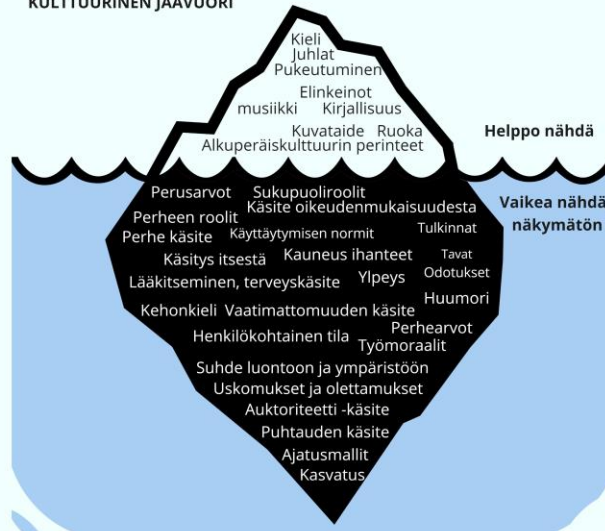 KULTTUURINEN JÄÄVUORI
Kieli
Juhlat
Pukeutuminen
Elinkeinot
musiikki Kirjallisuus
Kuvataide Ruoka
Alkuperäiskulttuurin perinteet
Helppo nähdä
Vaikea nähdä
näkymätön
Perusarvot Sukupuoliroolit
Käsite oikeudenmukaisuudesta
Perheen roolit
Tulkinnat
Perhe käsite Käyttäytymisen normit
Käsitys itsestä Kauneus ihanteet Tavat
Lääkitseminen, terveyskäsite Ylpeys Odotukset
Huumori
Kehonkieli Vaatimattomuuden käsite
Henkilökohtainen tila Perhearvot
Työmoraalit
Suhde luontoon ja ympäristöön
Uskomukset ja olettamukset
Auktoriteetti -käsite
Puhtauden käsite
Ajatusmallit
Kasvatus